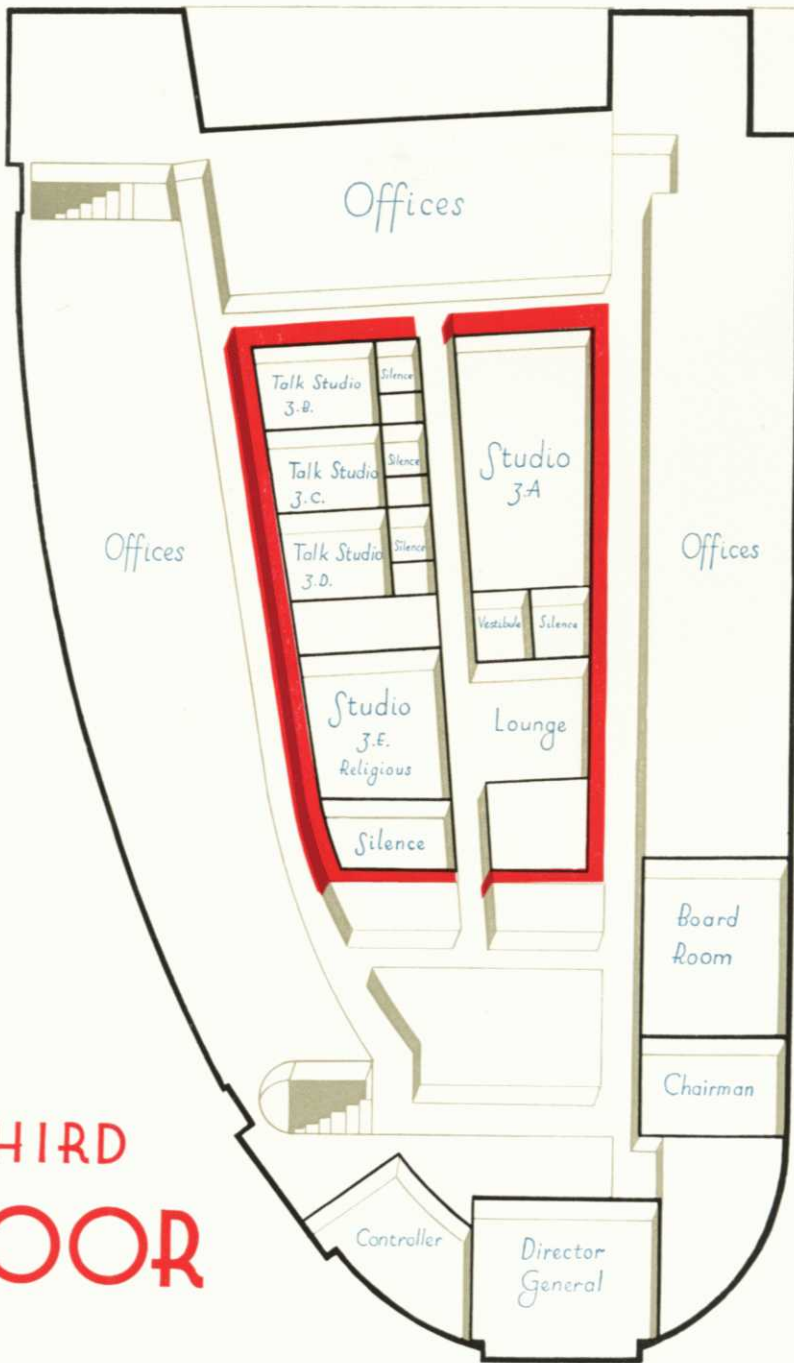 Offices
Talk Studio
3.B.
Silence
Talk Studio
3.C.
Silence
Talk Studio
3.D.
Silence
Studio
3.A
Vestibule
Silence
Offices
Offices
Studio
3.E.
Religious
Lounge
Silence
Board
Room
Chairman
HIRD
OOR
Controller
Director
General